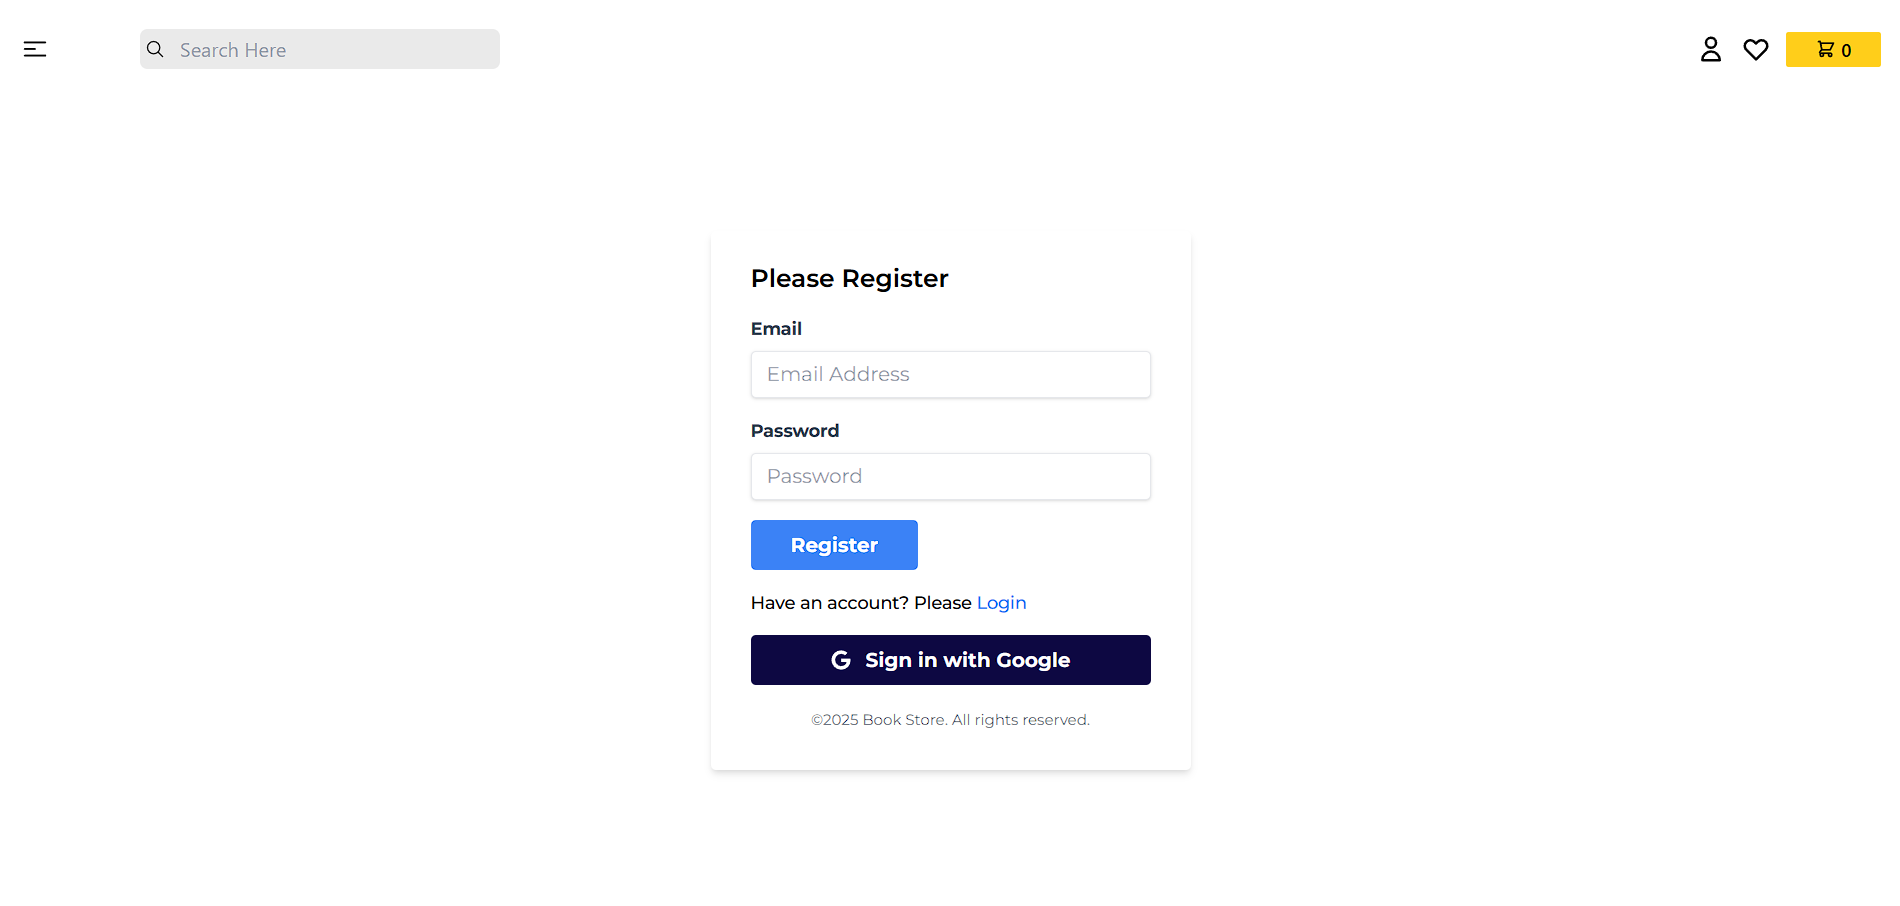 Search Here
0
Please Register
Email
Email Address
Password
Password
Register
Have an account? Please Login
Sign in with Google
©2025 Book Store. All rights reserved.